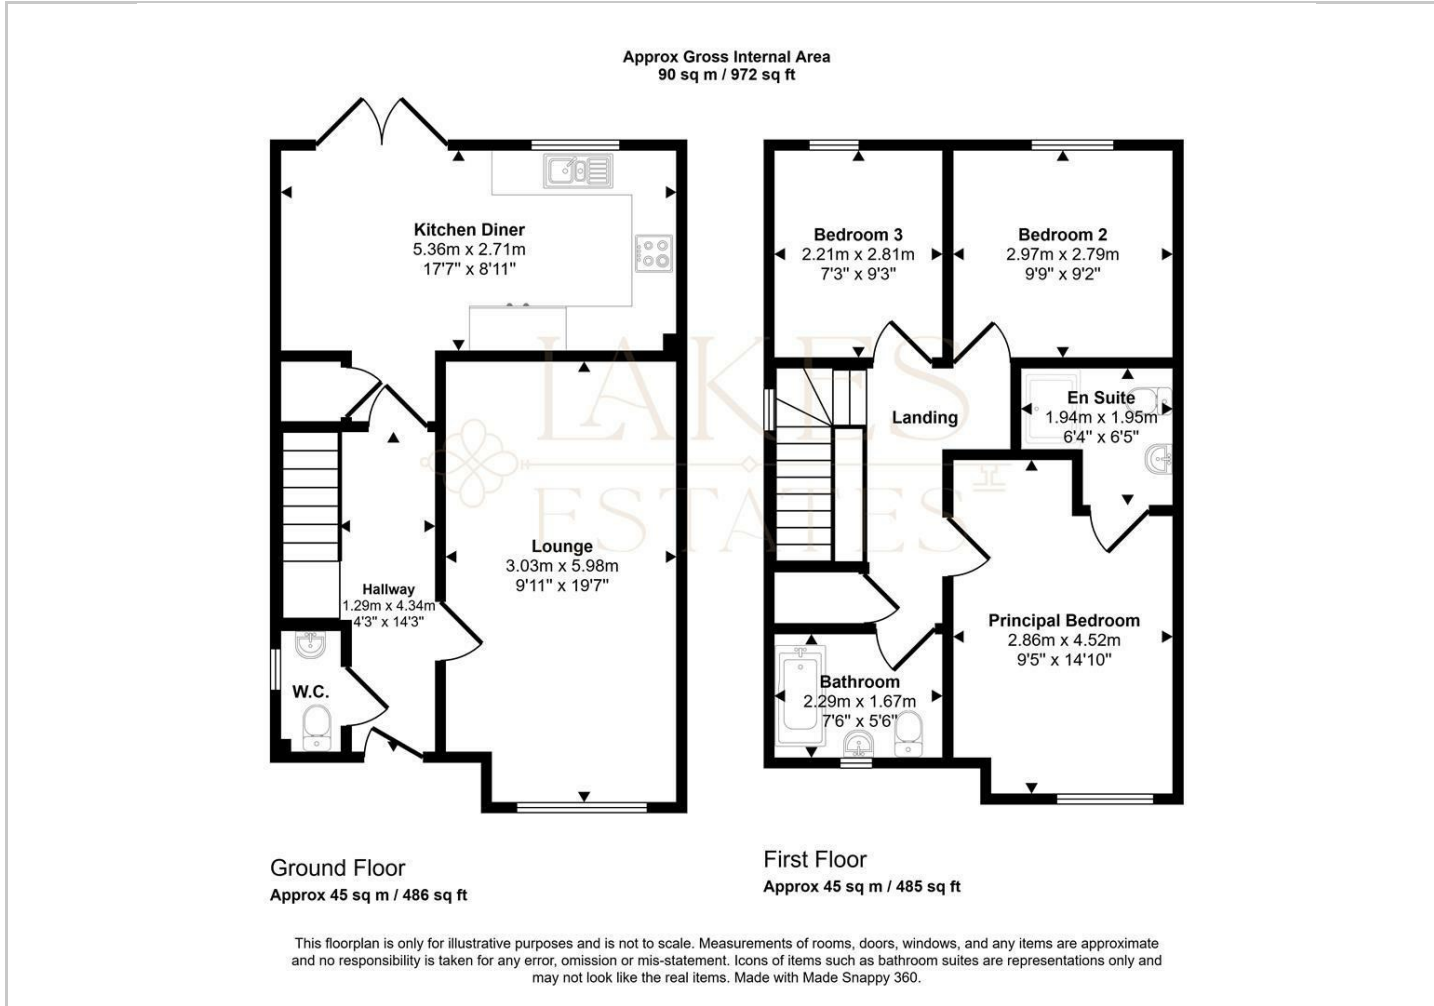 Approx Gross Internal Area
90 sq m / 972 sq ft
Kitchen Diner
5.36m x 2.71m
17'7" x 8'11"
Lounge
3.03m x 5.98m
9'11" x 19'7"
Hallway
1.29m x 4.34m
4'3" x 14'3"
W.C.
Bedroom 3
2.21m x 2.81m
7'3" x 9'3"
Bedroom 2
2.97m x 2.79m
9'9" x 9'2"
Landing
En Suite
1.94m x 1.95m
6'4" x 6'5"
Principal Bedroom
2.86m x 4.52m
9'5" x 14'10"
Bathroom
2.29m x 1.67m
7'6" x 5'6"
LAKES
ESTATES
Ground Floor
Approx 45 sq m / 486 sq ft
First Floor
Approx 45 sq m / 485 sq ft
This floorplan is only for illustrative purposes and is not to scale. Measurements of rooms, doors, windows, and any items are approximate
and no responsibility is taken for any error, omission or mis-statement. Icons of items such as bathroom suites are representations only and
may not look like the real items. Made with Made Snappy 360.